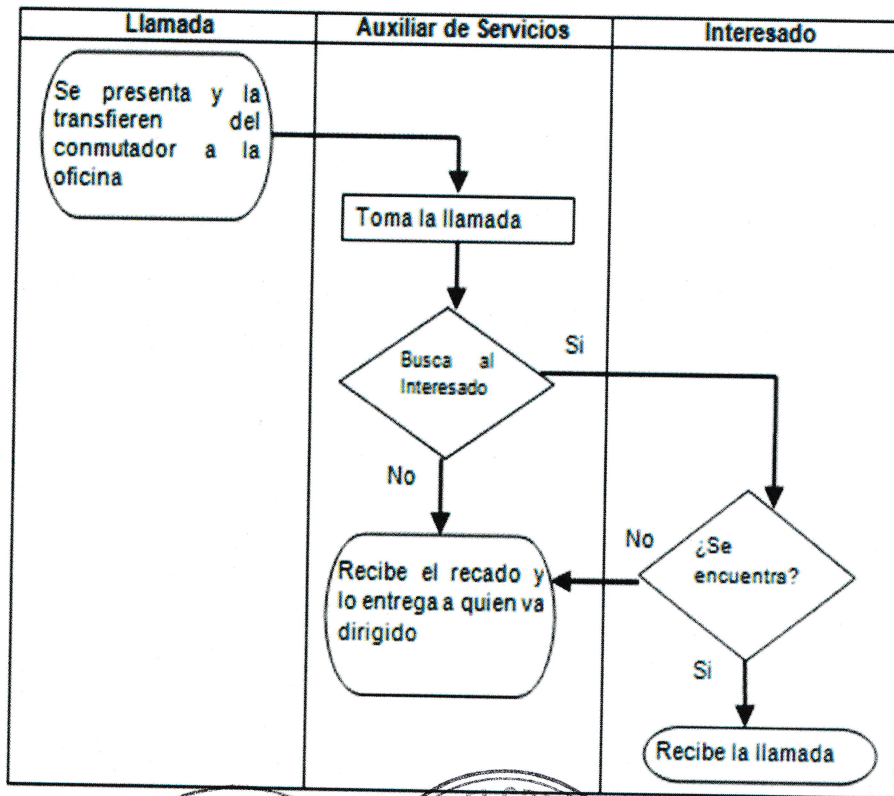 Llamada
Auxiliar de Servicios
Interesado
Se presenta y la
transfieren del
conmutador a la
oficina
Toma la llamada
Busca al
Interesado
Si
No
Recibe el recado y
lo entrega a quien va
dirigido
No
¿Se
encuentra?
Si
Recibe la llamada